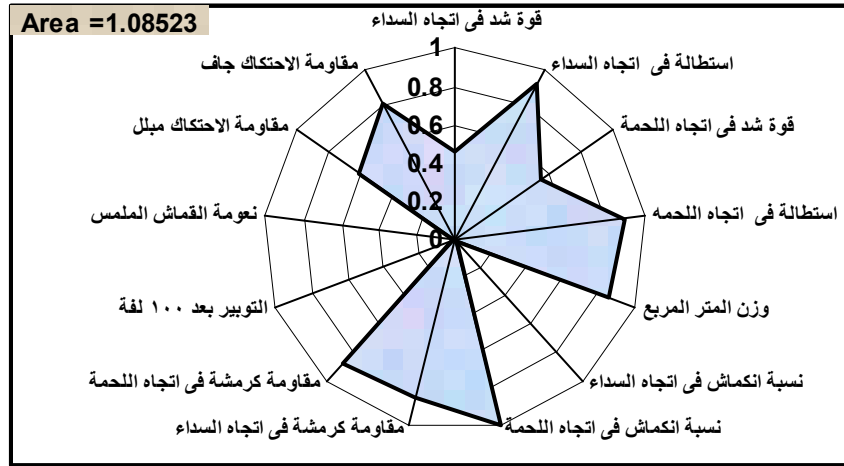 Area =1.08523
قوة شد فى اتجاه السداء
استطالة فى اتجاه السداء
قوة شد فى اتجاه اللحمة
استطالة فى اتجاه اللحمه
وزن المتر المربع
نسبة انكماش فى اتجاه السداء
نسبة انكماش فى اتجاه اللحمة
مقاومة كرمشة فى اتجاه السداء
مقاومة كرمشة فى اتجاه اللحمة
التوبير بعد ١٠٠ لفة
نعومة القماش الملمس
مقاومة الاحتكاك مبلل
مقاومة الاحتكاك جاف
1
0.8
0.6
0.4
0.2
0